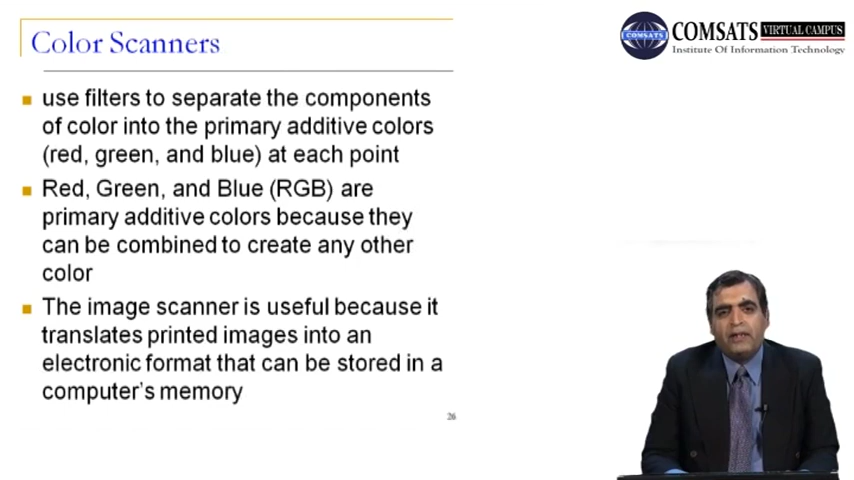 Color Scanners
COMSATS VIRTUAL CAMPUS
COMSATS
Institute Of Information Technology
use filters to separate the components
of color into the primary additive colors
(red, green, and blue) at each point
Red, Green, and Blue (RGB) are
primary additive colors because they
can be combined to create any other
color
The image scanner is useful because it
translates printed images into an
electronic format that can be stored in a
computer's memory
26